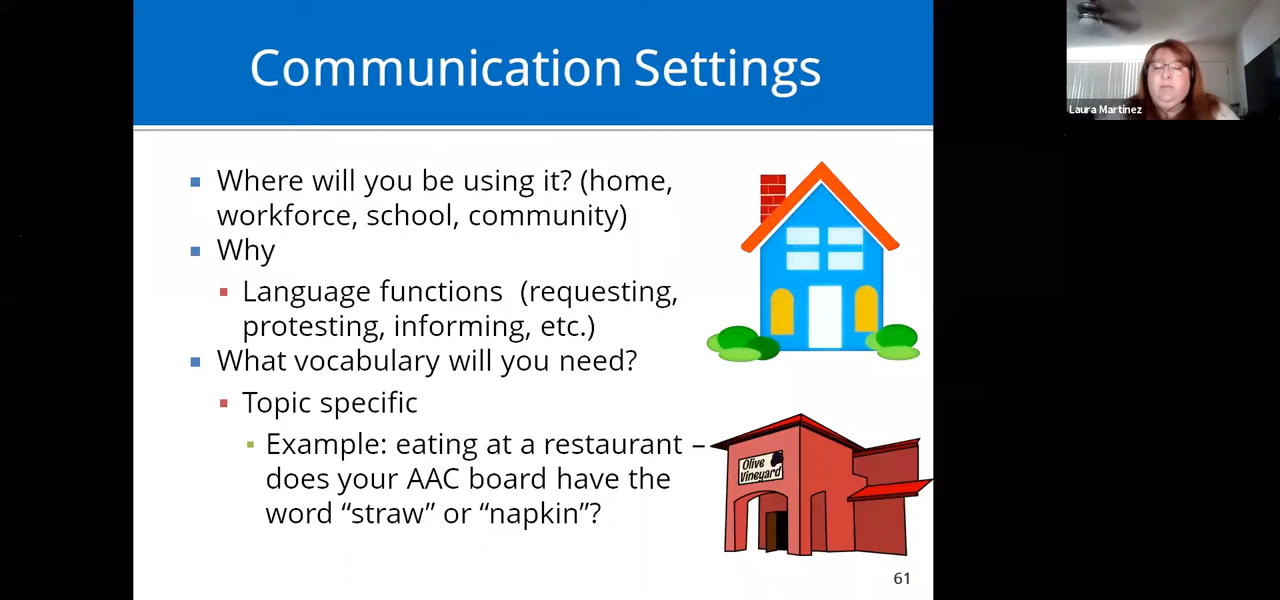 Communication Settings
Laura Martinez
Where will you be using it? (home,
workforce, school, community)
Why
Language functions (requesting,
protesting, informing, etc.)
What vocabulary will you need?
Topic specific
Example: eating at a restaurant –
does your AAC board have the
word “straw” or “napkin”?
Olive
Vineyard
61